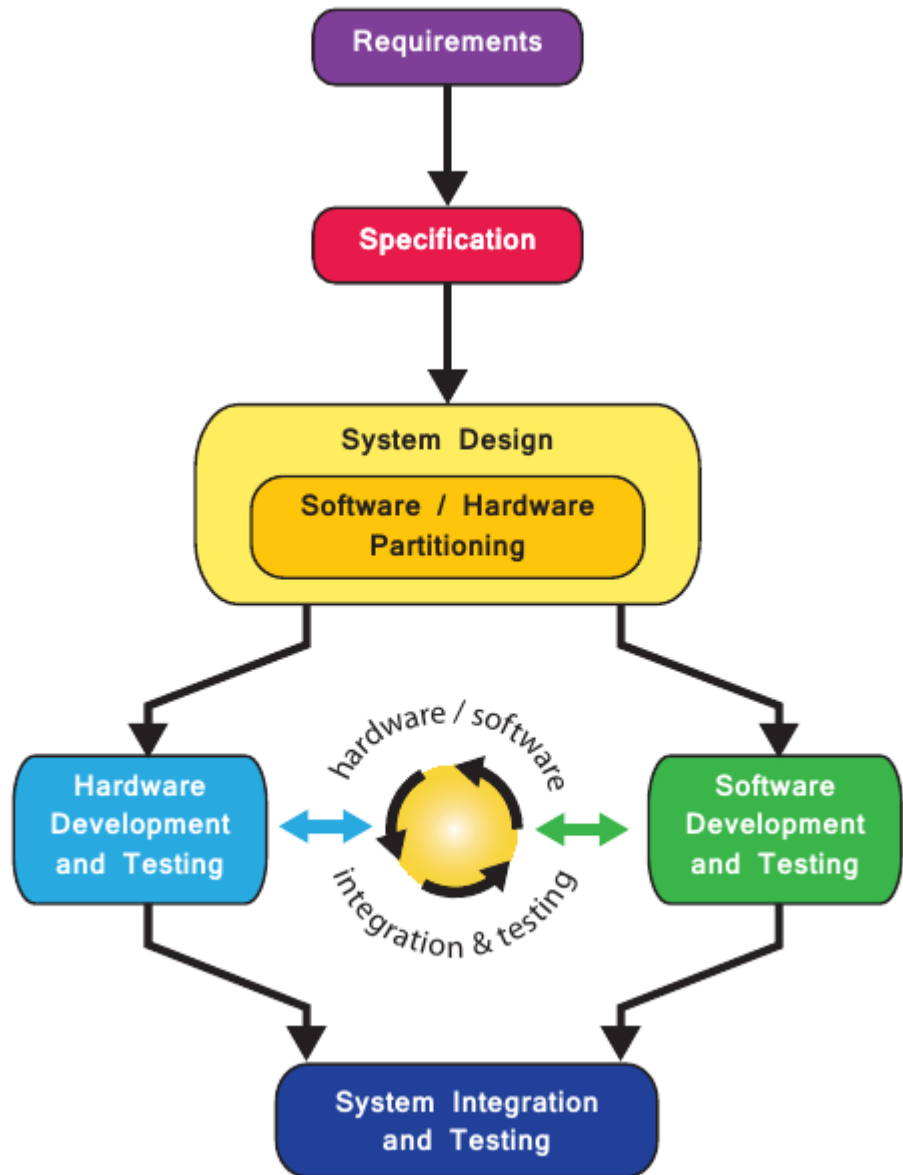 Requirements
Specification
System Design
Software / Hardware
Partitioning
hardware / software
Hardware
Development
and Testing
Software
Development
and Testing
integration & testing
System Integration
and Testing